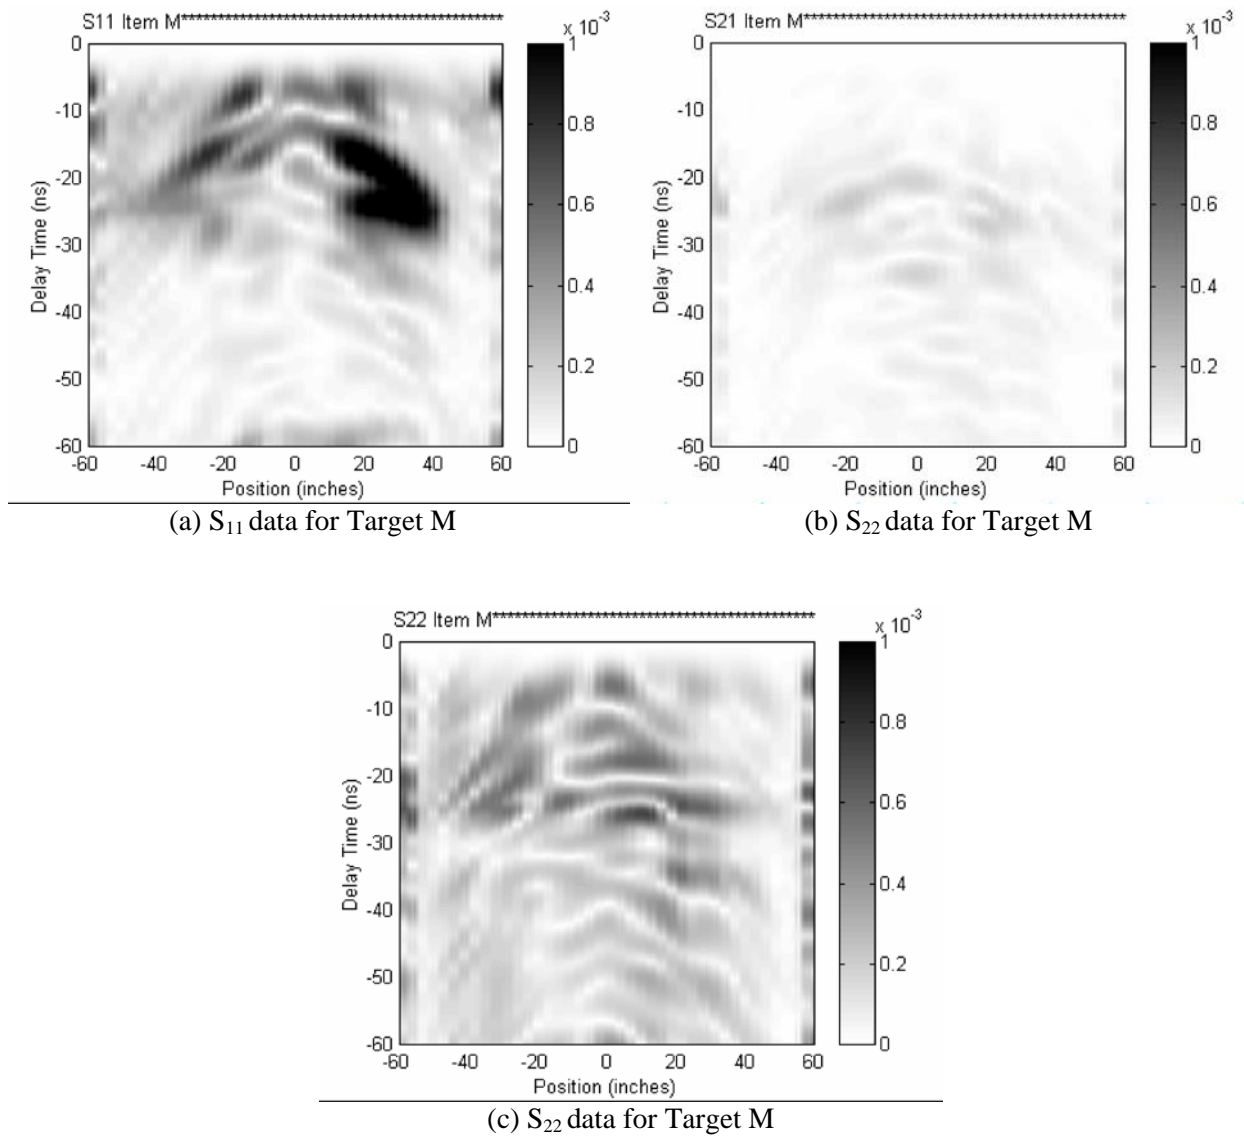 S11 Item M*******************************************
x 10^-3
0
-10
-20
-30
-40
-50
-60
Delay Time (ns)
-60 -40 -20 0 20 40 60
Position (inches)
1
0.8
0.6
0.4
0.2
0
(a) S11 data for Target M
S21 Item M*******************************************
x 10^-3
0
-10
-20
-30
-40
-50
-60
Delay Time (ns)
-60 -40 -20 0 20 40 60
Position (inches)
1
0.8
0.6
0.4
0.2
0
(b) S22 data for Target M
S22 Item M*******************************************
x 10^-3
0
-10
-20
-30
-40
-50
-60
Delay Time (ns)
-60 -40 -20 0 20 40 60
Position (inches)
1
0.8
0.6
0.4
0.2
0
(c) S22 data for Target M